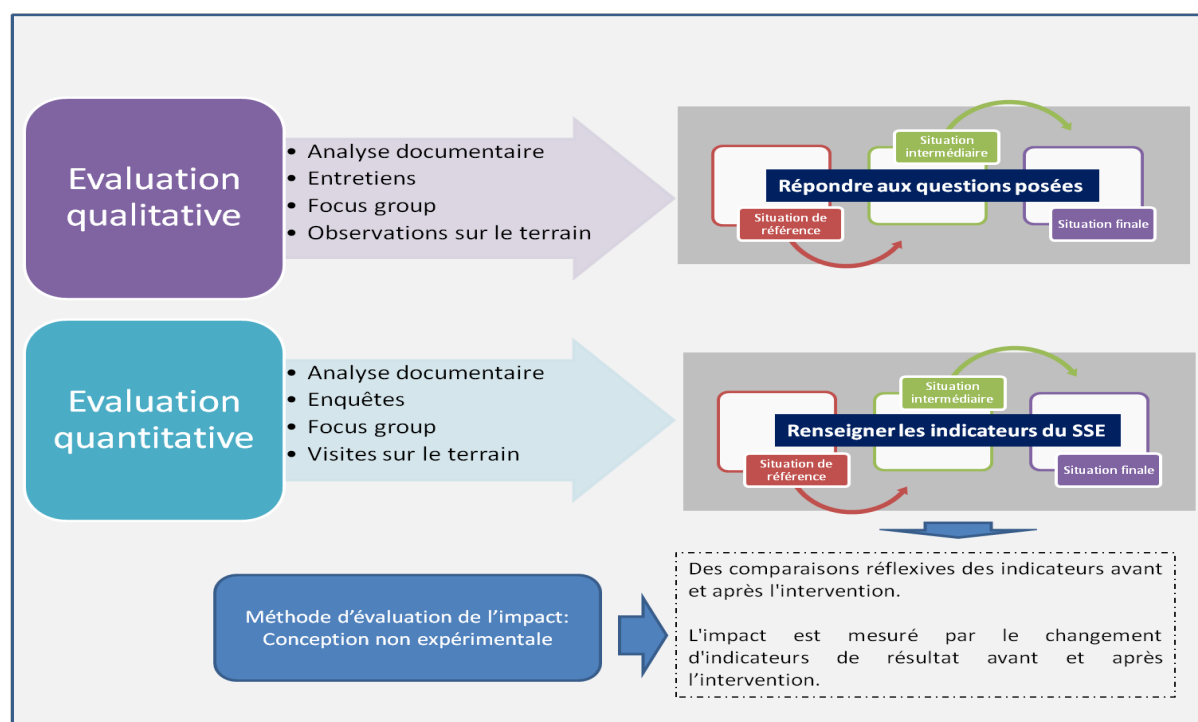 Evaluation
qualitative
• Analyse documentaire
• Entretiens
• Focus group
• Observations sur le terrain
Situation
intermédiaire
Répondre aux questions posées
Situation de
référence
Situation finale
Evaluation
quantitative
• Analyse documentaire
• Enquêtes
• Focus group
• Visites sur le terrain
Situation
intermédiaire
Renseigner les indicateurs du SSE
Situation de
référence
Situation finale
Méthode d’évaluation de l’impact:
Conception non expérimentale
Des comparaisons réflexives des indicateurs avant
et après l'intervention.
L'impact est mesuré par le changement
d'indicateurs de résultat avant et après
l’intervention.